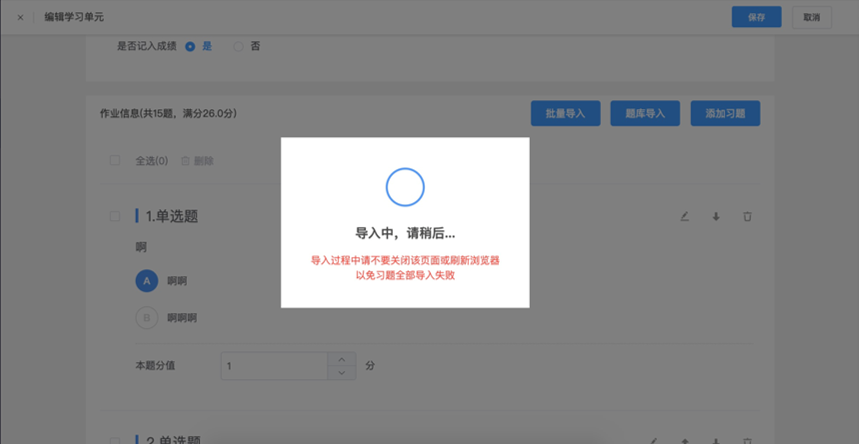 × 编辑学习单元 保存 取消
是否记入成绩 是 否
作业信息(共15题，满分26.0分) 批量导入 题库导入 添加习题
全选(0) 删除
1.单选题
啊
A 啊啊
B 啊啊啊
本题分值 1 分
2.单选题
导入中，请稍后...
导入过程中请不要关闭该页面或刷新浏览器
以免习题全部导入失败